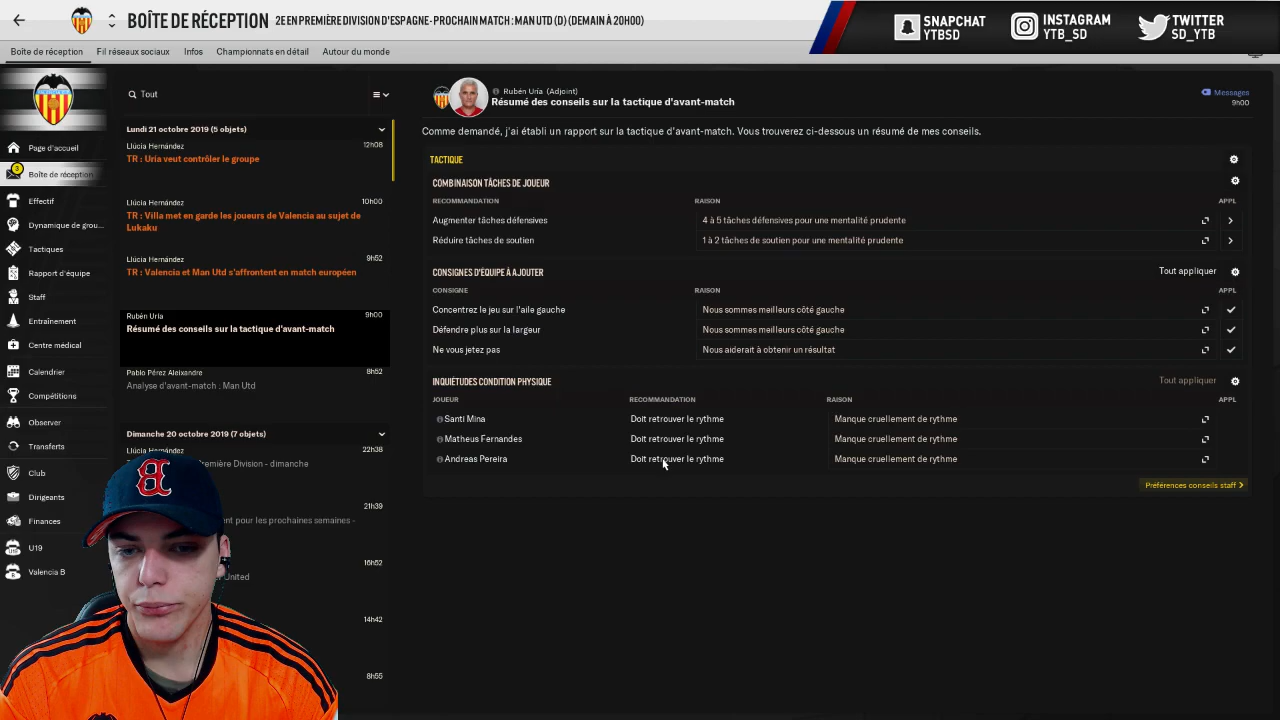 BOÎTE DE RÉCEPTION
2E EN PREMIÈRE DIVISION D'ESPAGNE - PROCHAIN MATCH : MAN UTD (D) (DEMAIN À 20H00)
SNAPCHAT
YTBSD
INSTAGRAM
YTB_SD
TWITTER
SD_YTB
Boîte de réception Fil réseaux sociaux Infos Championnats en détail Autour du monde
Page d'accueil
3
Boîte de réception
Effectif
Dynamique de grou...
Tactiques
Rapport d'équipe
Staff
Entraînement
Centre médical
Calendrier
Compétitions
Observer
Transferts
Club
Dirigeants
Finances
U19
Valencia B
Tout
Lundi 21 octobre 2019 (5 objets)
Llúcia Hernández 12h08
TR : Uría veut contrôler le groupe
Llúcia Hernández 10h00
TR : Villa met en garde les joueurs de Valencia au sujet de
Lukaku
Llúcia Hernández 9h52
TR : Valencia et Man Utd s'affrontent en match européen
Rubén Uría 9h00
Résumé des conseils sur la tactique d'avant-match
Pablo Pérez Aleixandre 8h52
Analyse d'avant-match : Man Utd
Dimanche 20 octobre 2019 (7 objets)
Llúcia Hernández 22h38
Première Division - dimanche
21h39
pour les prochaines semaines -
16h52
United
14h42
8h55
Rubén Uría (Adjoint)
Résumé des conseils sur la tactique d'avant-match
Messages
9h00
Comme demandé, j'ai établi un rapport sur la tactique d'avant-match. Vous trouverez ci-dessous un résumé de mes conseils.
TACTIQUE
COMBINAISON TÂCHES DE JOUEUR
RECOMMANDATION RAISON APPL
Augmenter tâches défensives 4 à 5 tâches défensives pour une mentalité prudente
Réduire tâches de soutien 1 à 2 tâches de soutien pour une mentalité prudente
CONSIGNES D'ÉQUIPE À AJOUTER Tout appliquer
CONSIGNE RAISON APPL
Concentrez le jeu sur l'aile gauche Nous sommes meilleurs côté gauche
Défendre plus sur la largeur Nous sommes meilleurs côté gauche
Ne vous jetez pas Nous aiderait à obtenir un résultat
INQUIÉTUDES CONDITION PHYSIQUE Tout appliquer
JOUEUR RECOMMANDATION RAISON APPL
Santi Mina Doit retrouver le rythme Manque cruellement de rythme
Matheus Fernandes Doit retrouver le rythme Manque cruellement de rythme
Andreas Pereira Doit retrouver le rythme Manque cruellement de rythme
Préférences conseils staff